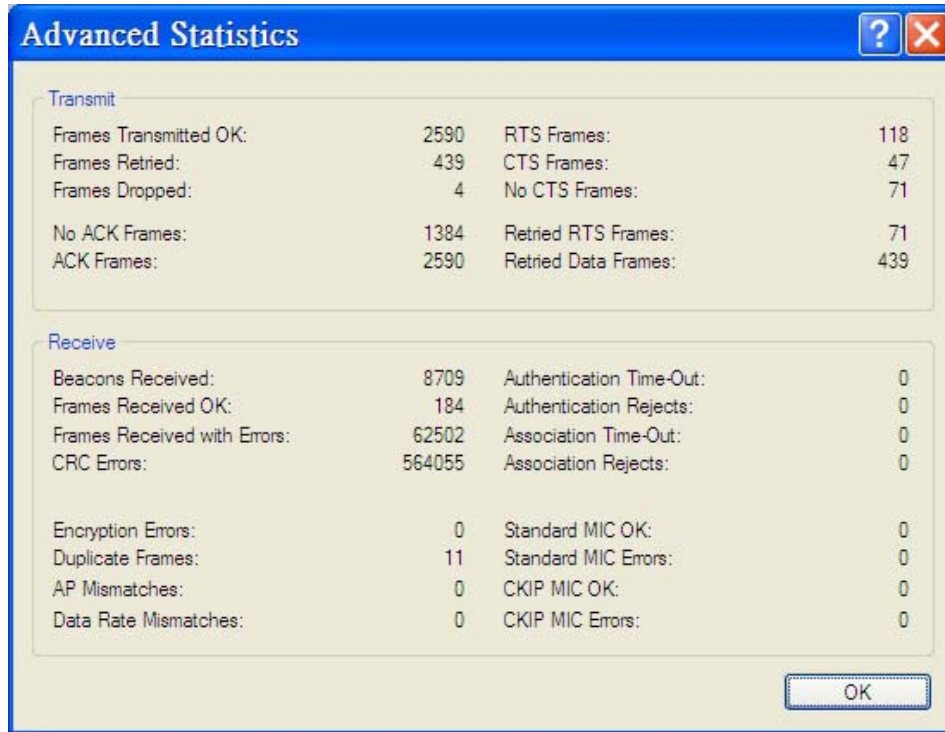 Advanced Statistics
?
Transmit
Frames Transmitted OK: 2590 RTS Frames: 118
Frames Retried: 439 CTS Frames: 47
Frames Dropped: 4 No CTS Frames: 71
No ACK Frames: 1384 Retried RTS Frames: 71
ACK Frames: 2590 Retried Data Frames: 439
Receive
Beacons Received: 8709 Authentication Time-Out: 0
Frames Received OK: 184 Authentication Rejects: 0
Frames Received with Errors: 62502 Association Time-Out: 0
CRC Errors: 564055 Association Rejects: 0
Encryption Errors: 0 Standard MIC OK: 0
Duplicate Frames: 11 Standard MIC Errors: 0
AP Mismatches: 0 CKIP MIC OK: 0
Data Rate Mismatches: 0 CKIP MIC Errors: 0
OK